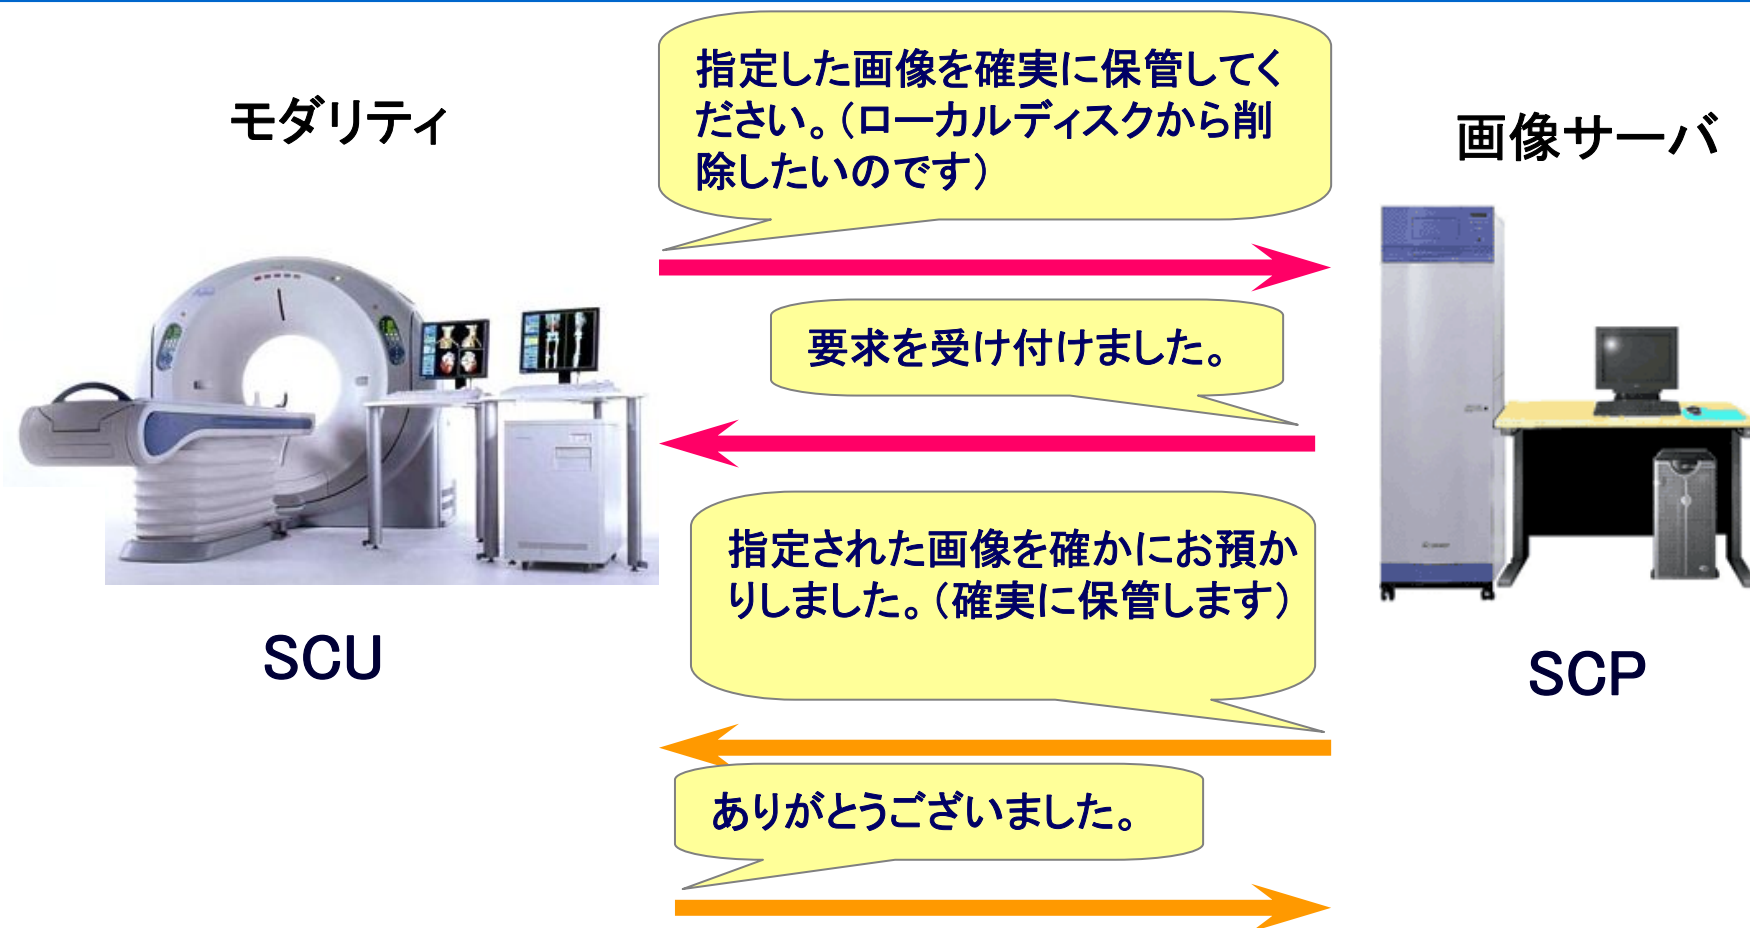 モダリティ
指定した画像を確実に保管してく
ださい。（ローカルディスクから削
除したいのです）
画像サーバ
要求を受け付けました。
指定された画像を確かにお預か
りしました。（確実に保管します）
SCU
SCP
ありがとうございました。